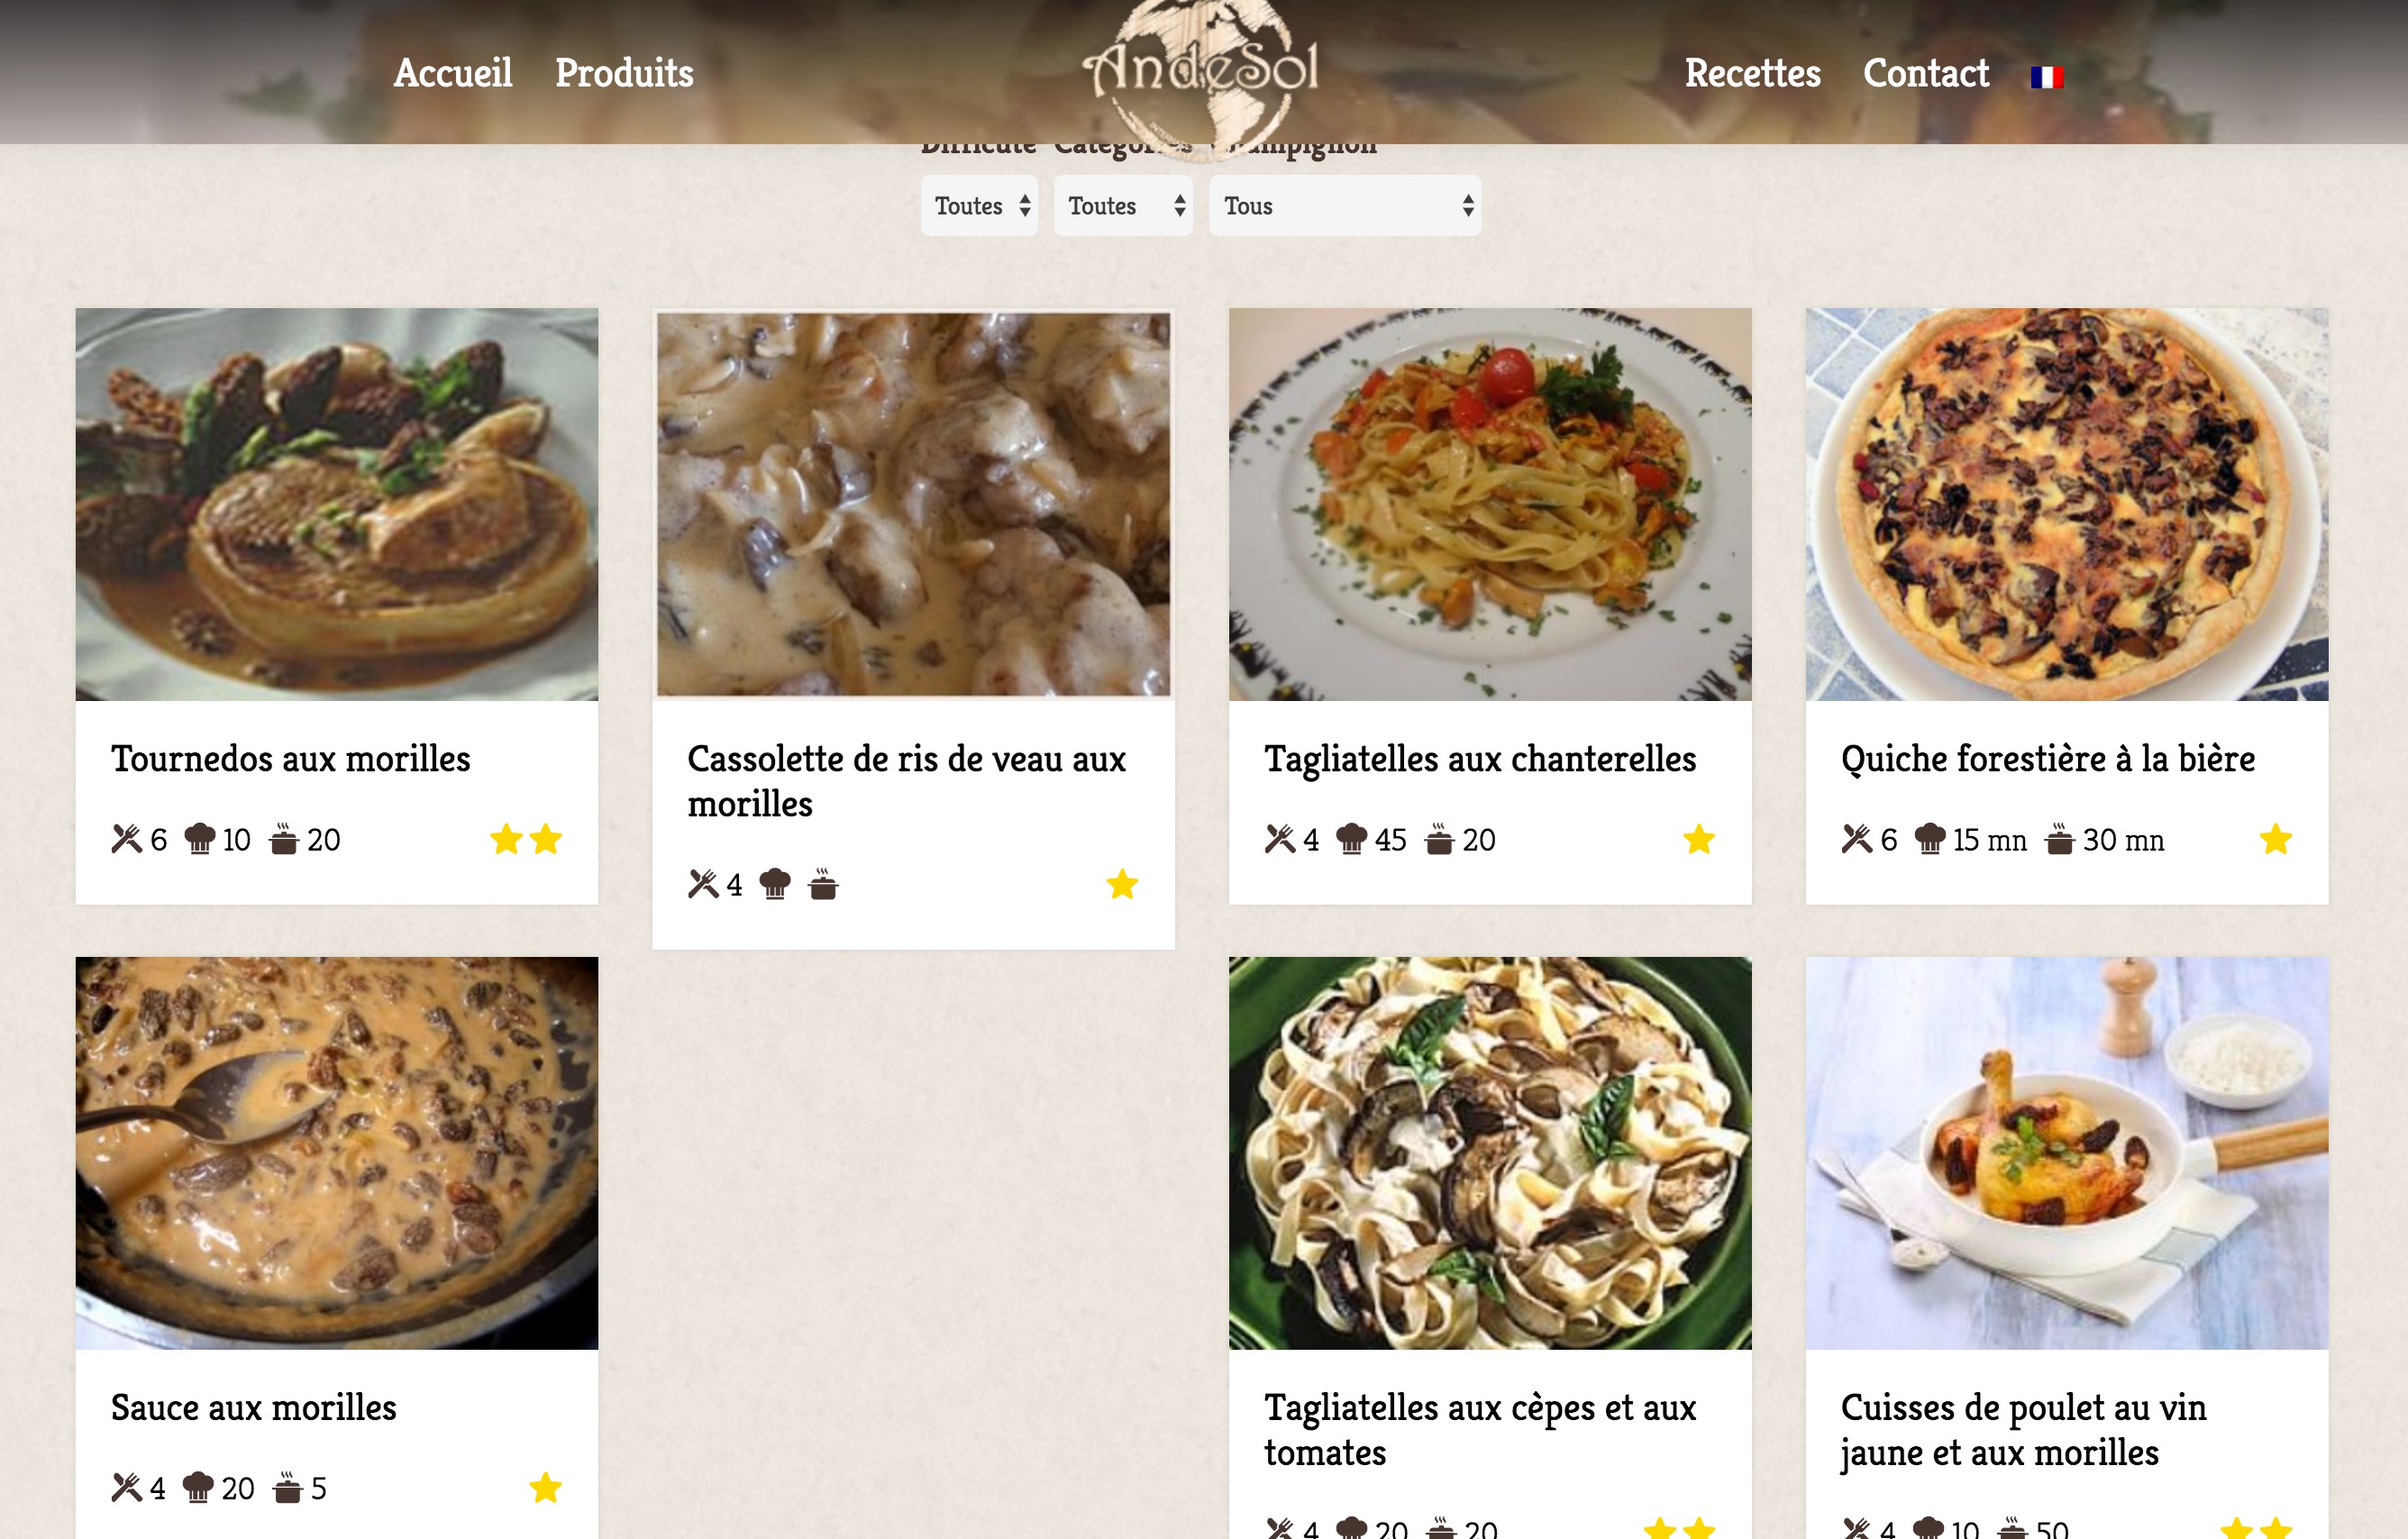 Accueil
Produits
AndeSol
Recettes
Contact
Difficulté
Catégories
Champignon
Toutes
Toutes
Tous
Tournedos aux morilles
6 10 20
Cassolette de ris de veau aux
morilles
4
Tagliatelles aux chanterelles
4 45 20
Quiche forestière à la bière
6 15 mn 30 mn
Sauce aux morilles
4 20 5
Tagliatelles aux cèpes et aux
tomates
4 20 20
Cuisses de poulet au vin
jaune et aux morilles
4 10 50